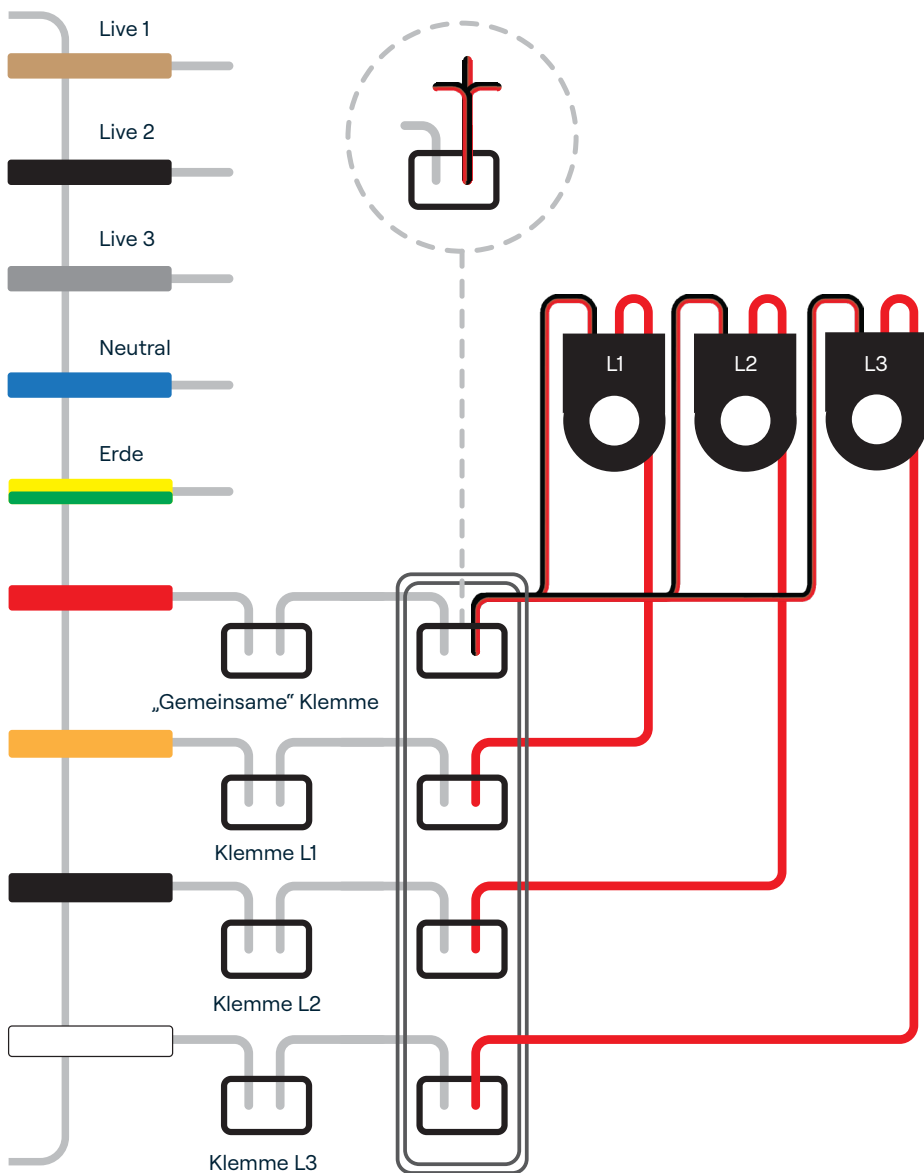 Live 1
Live 2
Live 3
Neutral
Erde
L1
L2
L3
„Gemeinsame“ Klemme
Klemme L1
Klemme L2
Klemme L3